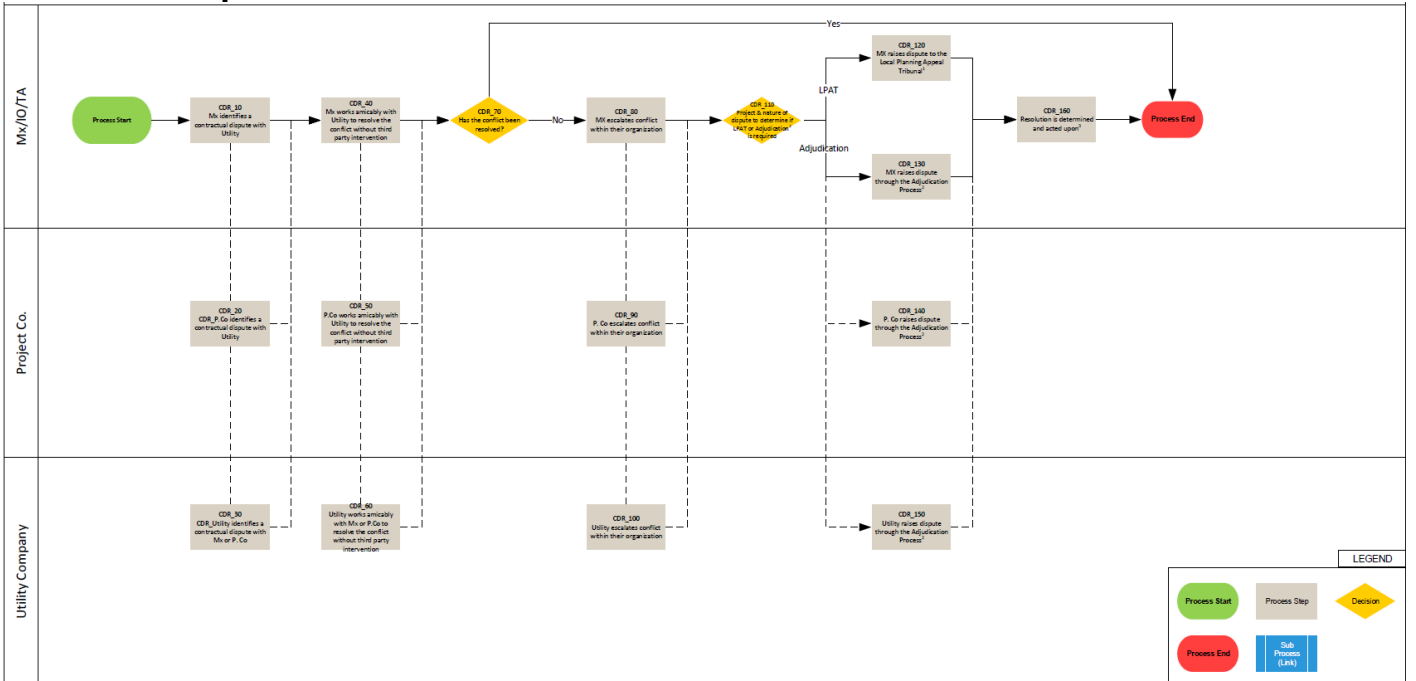 Yes
Mx/IO/TA
Process Start
CDR_10
Mx identifies a
contractual dispute with
Utility
CDR_40
Mx works amicably with
Utility to resolve the
conflict without third
party intervention
CDR_70
Has the conflict been
resolved?
No
CDR_80
MX escalates conflict
within their organization
CDR_110
Project & nature of
dispute to determine if
LPAT or Adjudication
is required
LPAT
Adjudication
CDR_120
MX raises dispute to the
Local Planning Appeal
Tribunal¹
CDR_130
MX raises dispute
through the Adjudication
Process²
CDR_160
Resolution is determined
and acted upon³
Process End
Project Co.
CDR_20
CDR_P.Co identifies a
contractual dispute with
Utility
CDR_50
P.Co works amicably with
Utility to resolve the
conflict without third
party intervention
CDR_90
P. Co escalates conflict
within their organization
CDR_140
P. Co raises dispute
through the Adjudication
Process²
Utility Company
CDR_30
CDR_Utility identifies a
contractual dispute with
Mx or P. Co
CDR_60
Utility works amicably
with Mx or P.Co to
resolve the conflict
without third party
intervention
CDR_100
Utility escalates conflict
within their organization
CDR_150
Utility raises dispute
through the Adjudication
Process²
LEGEND
Process Start
Process Step
Decision
Process End
Sub
Process
(Link)